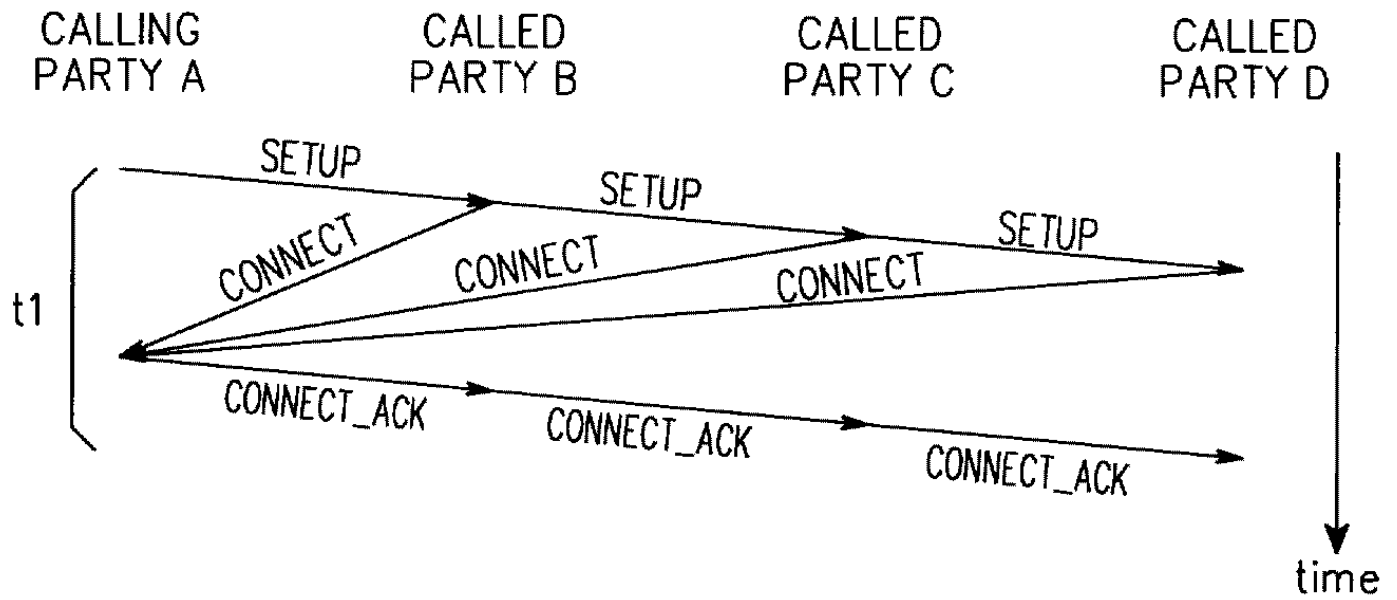 CALLING
PARTY A
CALLED
PARTY B
CALLED
PARTY C
CALLED
PARTY D
SETUP
SETUP
SETUP
CONNECT
CONNECT
CONNECT
t1
CONNECT_ACK
CONNECT_ACK
CONNECT_ACK
time